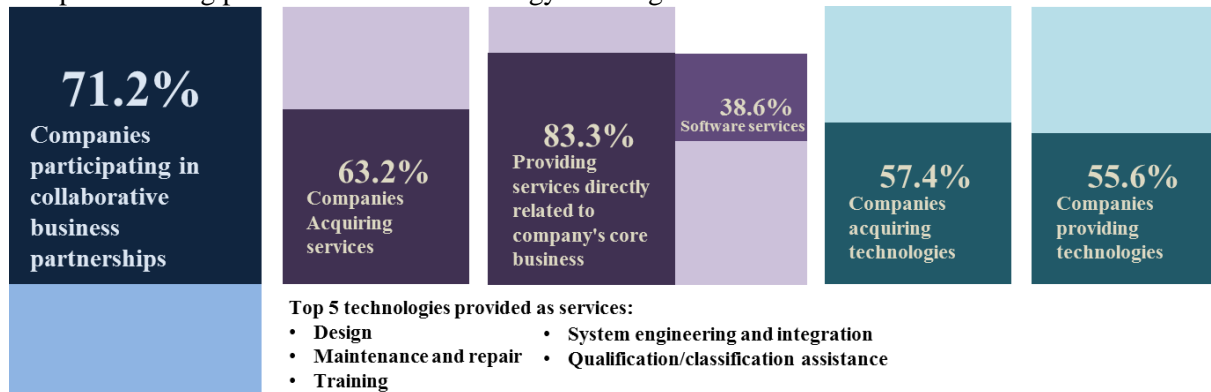 71.2%
Companies
participating in
collaborative
business
partnerships
63.2%
Companies
Acquiring
services
83.3%
Providing
services directly
related to
company's core
business
38.6%
Software services
57.4%
Companies
acquiring
technologies
55.6%
Companies
providing
technologies
Top 5 technologies provided as services:
• Design
• Maintenance and repair
• Training
• System engineering and integration
• Qualification/classification assistance